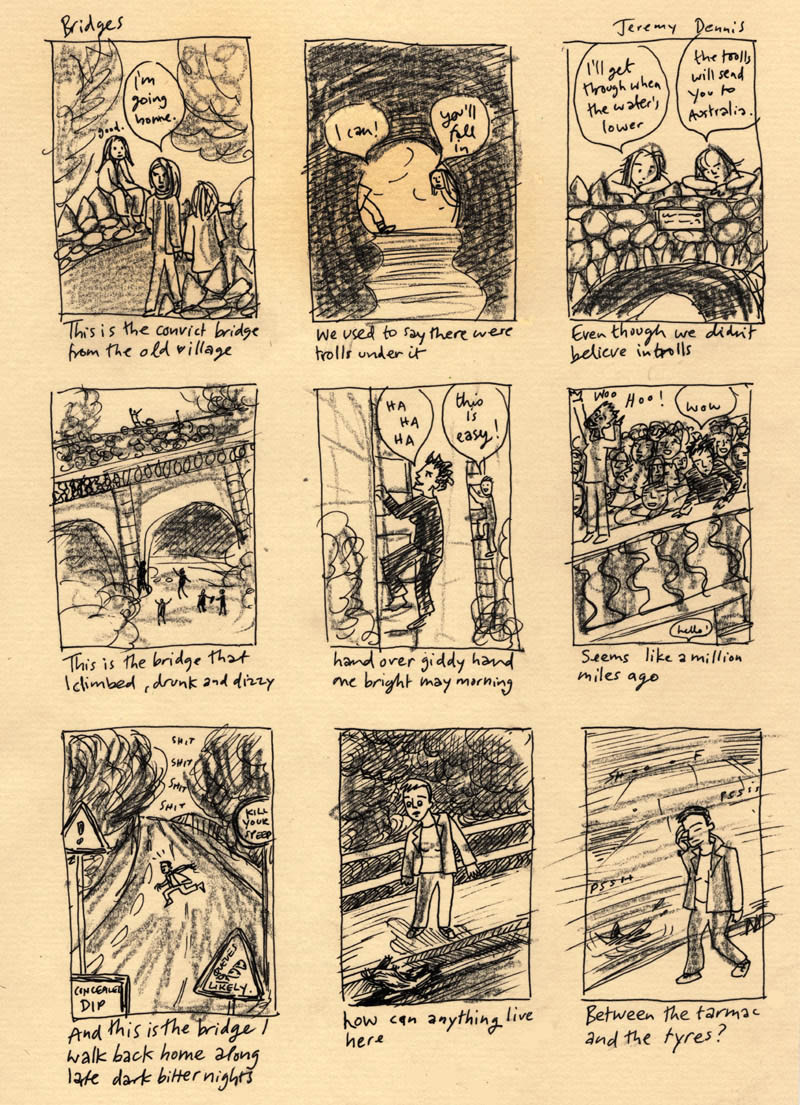 Bridges
Jeremy Dennis
good.
I'm
going
home.
I can!
you'll
fall
in
I'll get
through when
the water's
lower
the trolls
will send
you to
Australia.
This is the convict bridge
from the old village
We used to say there were
trolls under it
Even though we didn't
believe in trolls
HA
HA
HA
this
is
easy!
Woo Hoo!
wow
hello!
This is the bridge that
I climbed, drunk and dizzy
hand over giddy hand
one bright may morning
Seems like a million
miles ago
SHIT
SHIT
SHIT
SHIT
!
KILL
YOUR
SPEED
CONCEALED
DIP
QUEUES
LIKELY.
SHOOOOF
PSSSS
PSSH
And this is the bridge I
walk back home along
late dark bitter nights
how can anything live
here
Between the tarmac
and the tyres?